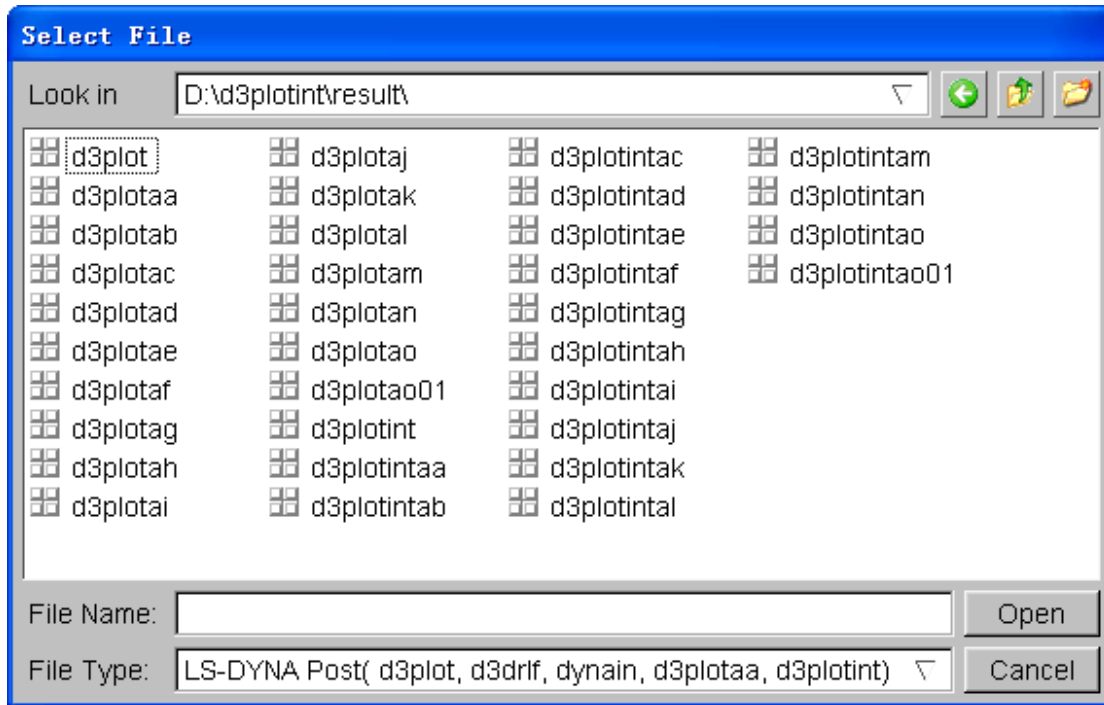 Select File
Look in D:\d3plotint\result\
d3plot d3plotaj d3plotintac d3plotintam
d3plotaa d3plotak d3plotintad d3plotintan
d3plotab d3plotal d3plotintae d3plotintao
d3plotac d3plotam d3plotintaf d3plotintao01
d3plotad d3plotan d3plotintag
d3plotae d3plotao d3plotintah
d3plotaf d3plotao01 d3plotintai
d3plotag d3plotint d3plotintaj
d3plotah d3plotintaa d3plotintak
d3plotai d3plotintab d3plotintal
File Name: Open
File Type: LS-DYNA Post( d3plot, d3drlf, dynain, d3plotaa, d3plotint) Cancel